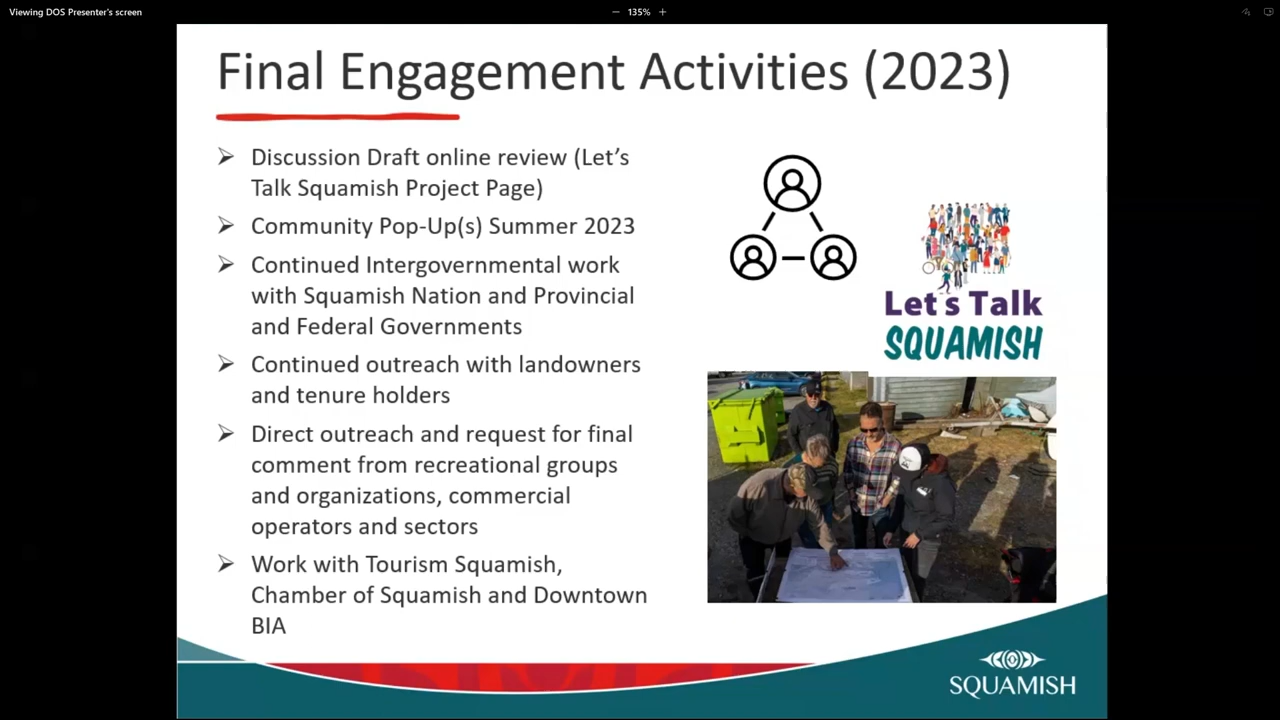 Viewing DOS Presenter's screen
135%
Final Engagement Activities (2023)
Discussion Draft online review (Let's
Talk Squamish Project Page)
Community Pop-Up(s) Summer 2023
Continued Intergovernmental work
with Squamish Nation and Provincial
and Federal Governments
Continued outreach with landowners
and tenure holders
Direct outreach and request for final
comment from recreational groups
and organizations, commercial
operators and sectors
Work with Tourism Squamish,
Chamber of Squamish and Downtown
BIA
Let's Talk
SQUAMISH
SQUAMISH